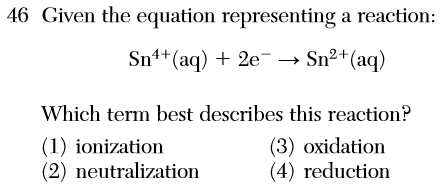 46 Given the equation representing a reaction:
Sn⁴⁺(aq) + 2e⁻ → Sn²⁺(aq)
Which term best describes this reaction?
(1) ionization (3) oxidation
(2) neutralization (4) reduction